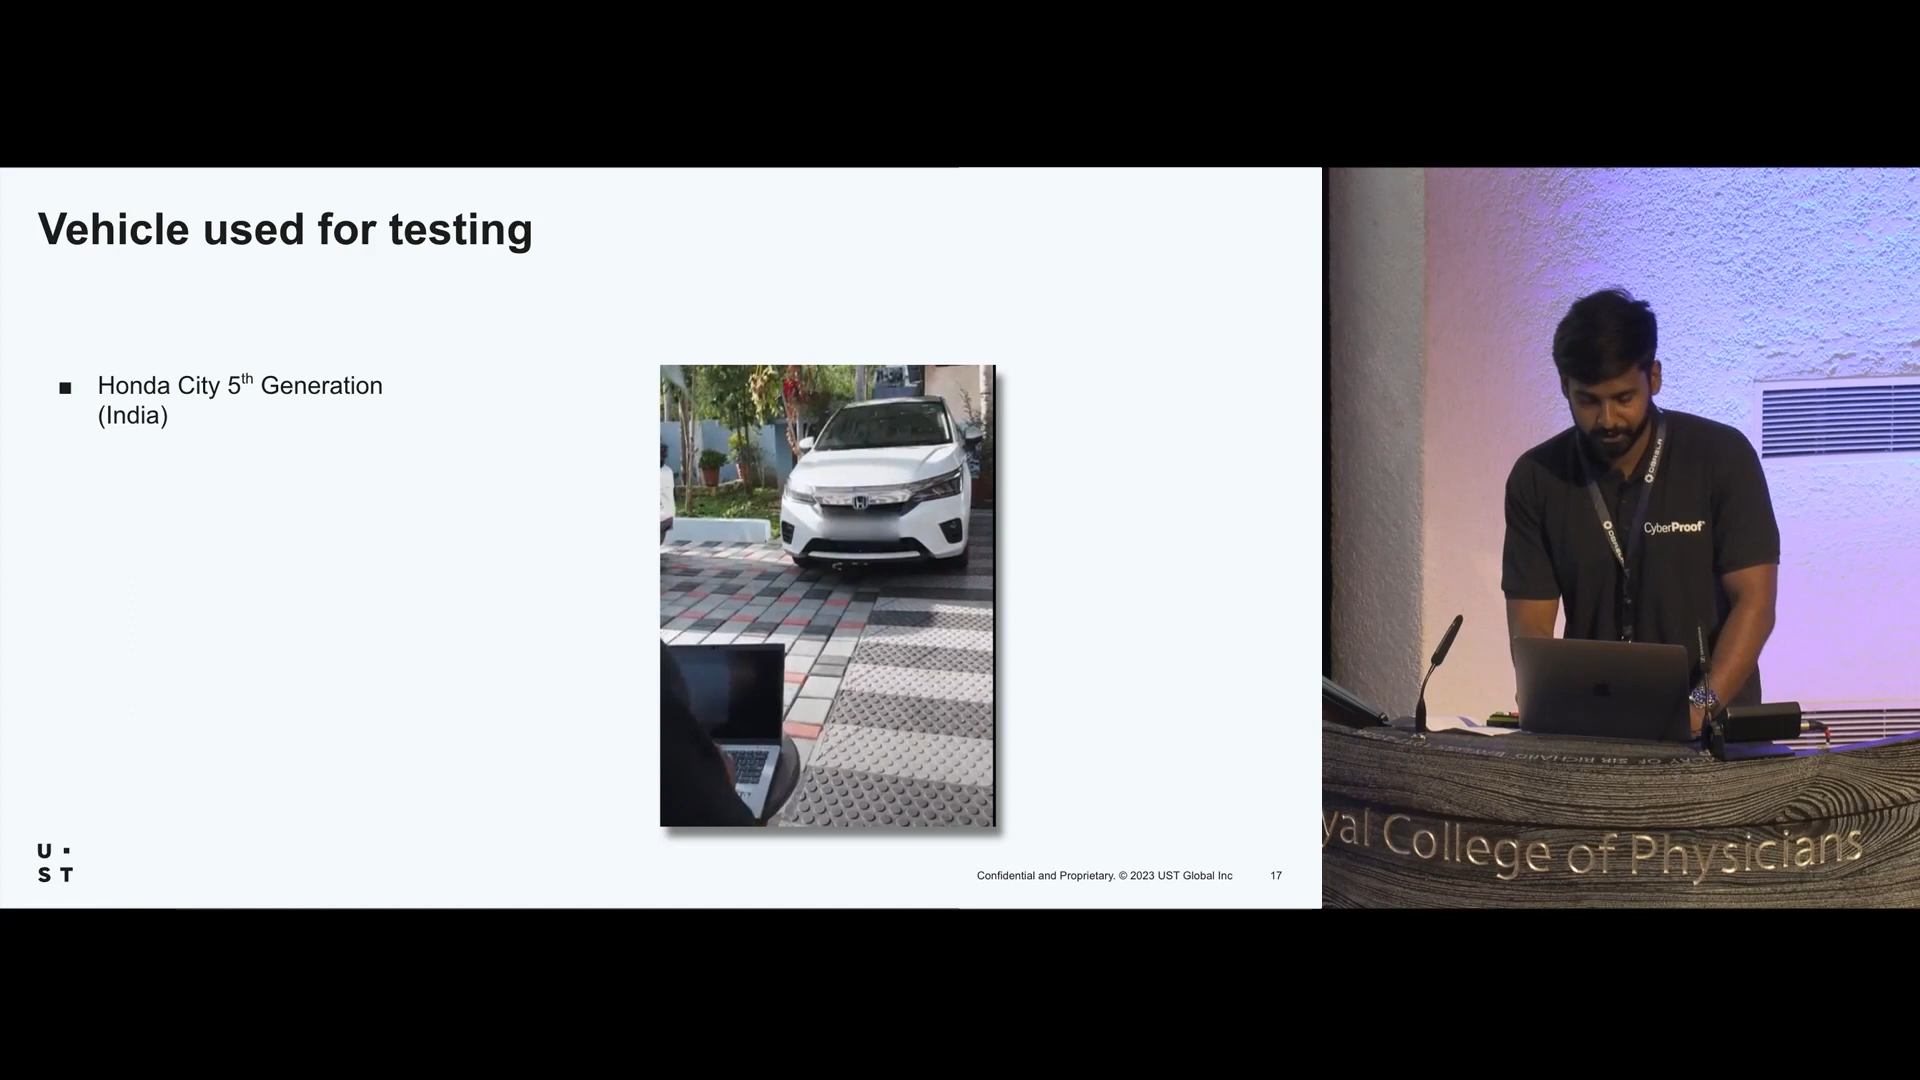 Vehicle used for testing
■ Honda City 5th Generation
(India)
U ▪
S T
Confidential and Proprietary. © 2023 UST Global Inc
17
CyberProof
yal College of Physicians